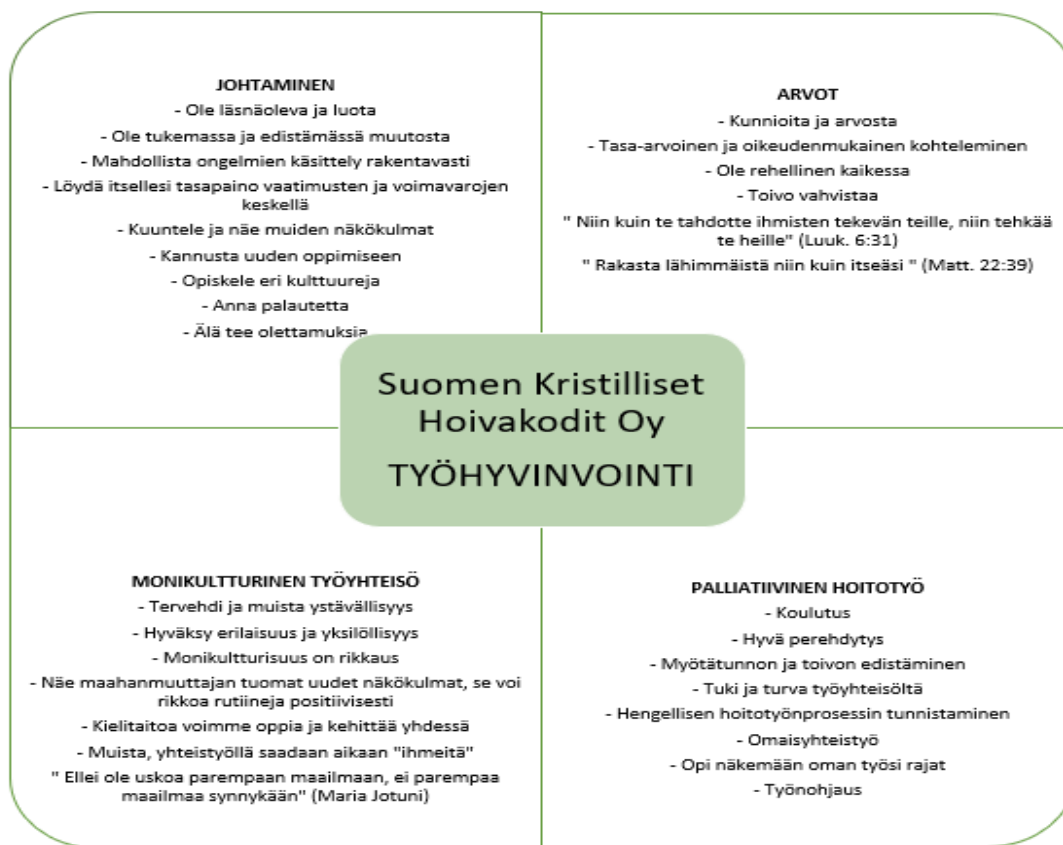 JOHTAMINEN
- Ole läsnäoleva ja luota
- Ole tukemassa ja edistämässä muutosta
- Mahdollista ongelmien käsittely rakentavasti
- Löydä itsellesi tasapaino vaatimusten ja voimavarojen
keskellä
- Kuuntele ja näe muiden näkökulmat
- Kannusta uuden oppimiseen
- Opiskele eri kulttuureja
- Anna palautetta
- Älä tee olettamuksia
ARVOT
- Kunnioita ja arvosta
- Tasa-arvoinen ja oikeudenmukainen kohteleminen
- Ole rehellinen kaikessa
- Toivo vahvistaa
" Niin kuin te tahdotte ihmisten tekevän teille, niin tehkää
te heille" (Luuk. 6:31)
" Rakasta lähimmäistä niin kuin itseäsi " (Matt. 22:39)
Suomen Kristilliset
Hoivakodit Oy
TYÖHYVINVOINTI
MONIKULTTURINEN TYÖYHTEISÖ
- Tervehdi ja muista ystävällisyys
- Hyväksy erilaisuus ja yksilöllisyys
- Monikultturisuus on rikkaus
- Näe maahanmuuttajan tuomat uudet näkökulmat, se voi
rikkoa rutiineja positiivisesti
- Kielitaitoa voimme oppia ja kehittää yhdessä
- Muista, yhteistyöllä saadaan aikaan "ihmeitä"
" Ellei ole uskoa parempaan maailmaan, ei parempaa
maailmaa synnykään" (Maria Jotuni)
PALLIATIIVINEN HOITOTYÖ
- Koulutus
- Hyvä perehdytys
- Myötätunnon ja toivon edistäminen
- Tuki ja turva työyhteisöltä
- Hengellisen hoitotyönprosessin tunnistaminen
- Omaisyhteistyö
- Opi näkemään oman työsi rajat
- Työnohjaus